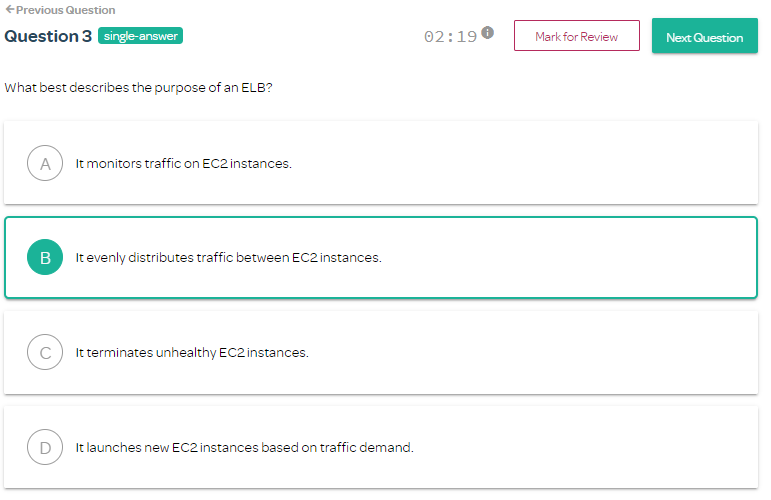 ←Previous Question
Question 3 single-answer 02:19 i Mark for Review Next Question
What best describes the purpose of an ELB?
A It monitors traffic on EC2 instances.
B It evenly distributes traffic between EC2 instances.
C It terminates unhealthy EC2 instances.
D It launches new EC2 instances based on traffic demand.